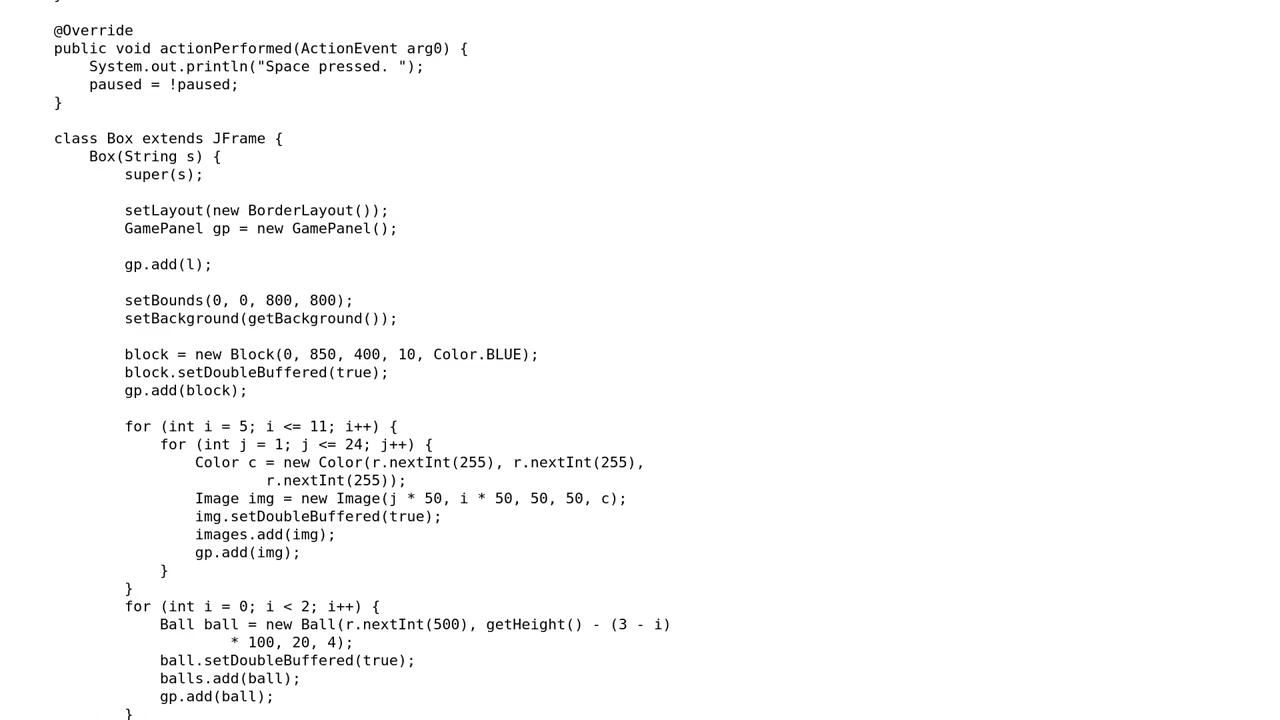 }
@Override
public void actionPerformed(ActionEvent arg0) {
    System.out.println("Space pressed. ");
    paused = !paused;
}
class Box extends JFrame {
    Box(String s) {
        super(s);
        setLayout(new BorderLayout());
        GamePanel gp = new GamePanel();
        gp.add(l);
        setBounds(0, 0, 800, 800);
        setBackground(getBackground());
        block = new Block(0, 850, 400, 10, Color.BLUE);
        block.setDoubleBuffered(true);
        gp.add(block);
        for (int i = 5; i <= 11; i++) {
            for (int j = 1; j <= 24; j++) {
                Color c = new Color(r.nextInt(255), r.nextInt(255),
                        r.nextInt(255));
                Image img = new Image(j * 50, i * 50, 50, 50, c);
                img.setDoubleBuffered(true);
                images.add(img);
                gp.add(img);
            }
        }
        for (int i = 0; i < 2; i++) {
            Ball ball = new Ball(r.nextInt(500), getHeight() - (3 - i)
                    * 100, 20, 4);
            ball.setDoubleBuffered(true);
            balls.add(ball);
            gp.add(ball);
        }